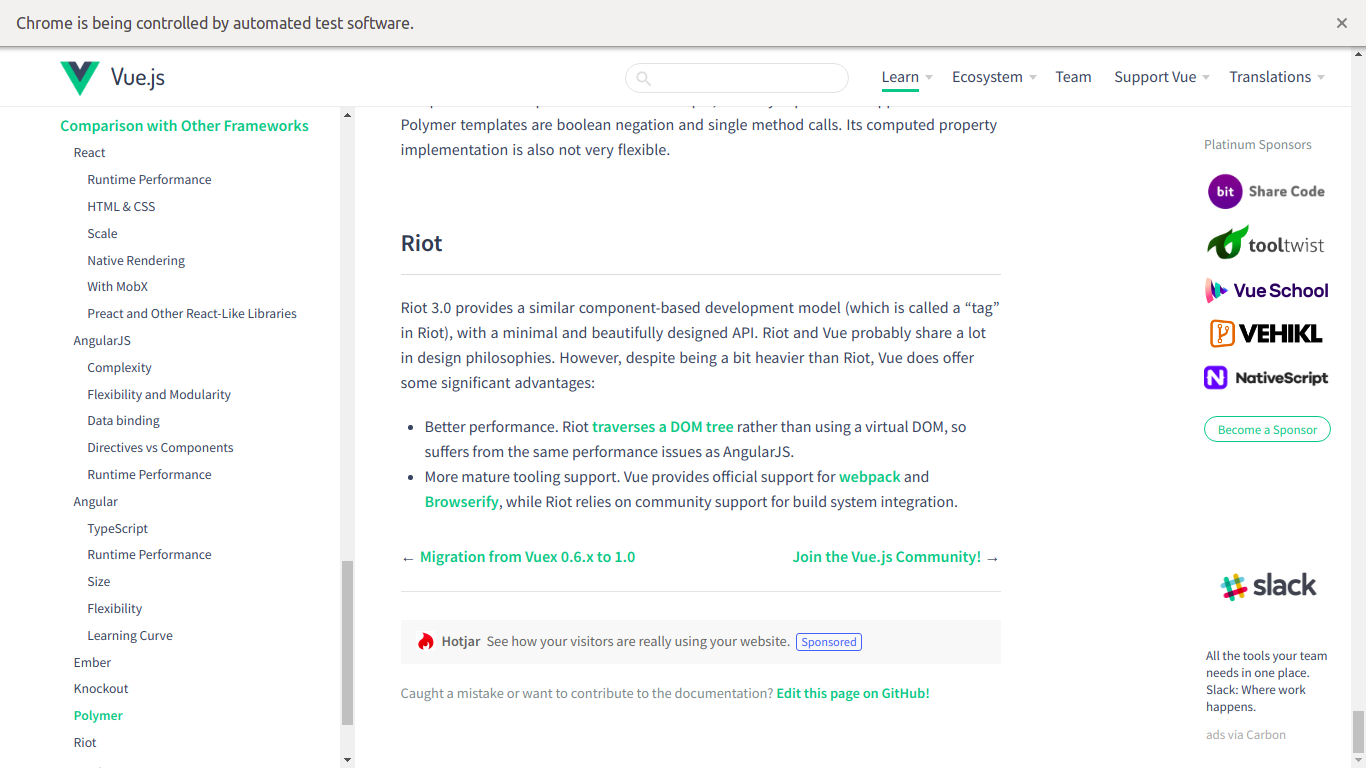 Chrome is being controlled by automated test software.
Vue.js
Learn
Ecosystem
Team
Support Vue
Translations
Comparison with Other Frameworks
React
Runtime Performance
HTML & CSS
Scale
Native Rendering
With MobX
Preact and Other React-Like Libraries
AngularJS
Complexity
Flexibility and Modularity
Data binding
Directives vs Components
Runtime Performance
Angular
TypeScript
Runtime Performance
Size
Flexibility
Learning Curve
Ember
Knockout
Polymer
Riot
Polymer templates are boolean negation and single method calls. Its computed property
implementation is also not very flexible.
Riot
Riot 3.0 provides a similar component-based development model (which is called a “tag”
in Riot), with a minimal and beautifully designed API. Riot and Vue probably share a lot
in design philosophies. However, despite being a bit heavier than Riot, Vue does offer
some significant advantages:
• Better performance. Riot traverses a DOM tree rather than using a virtual DOM, so
suffers from the same performance issues as AngularJS.
• More mature tooling support. Vue provides official support for webpack and
Browserify, while Riot relies on community support for build system integration.
← Migration from Vuex 0.6.x to 1.0
Join the Vue.js Community! →
Hotjar See how your visitors are really using your website. Sponsored
Caught a mistake or want to contribute to the documentation? Edit this page on GitHub!
Platinum Sponsors
bit Share Code
tooltwist
Vue School
VEHIKL
N NativeScript
Become a Sponsor
slack
All the tools your team
needs in one place.
Slack: Where work
happens.
ads via Carbon